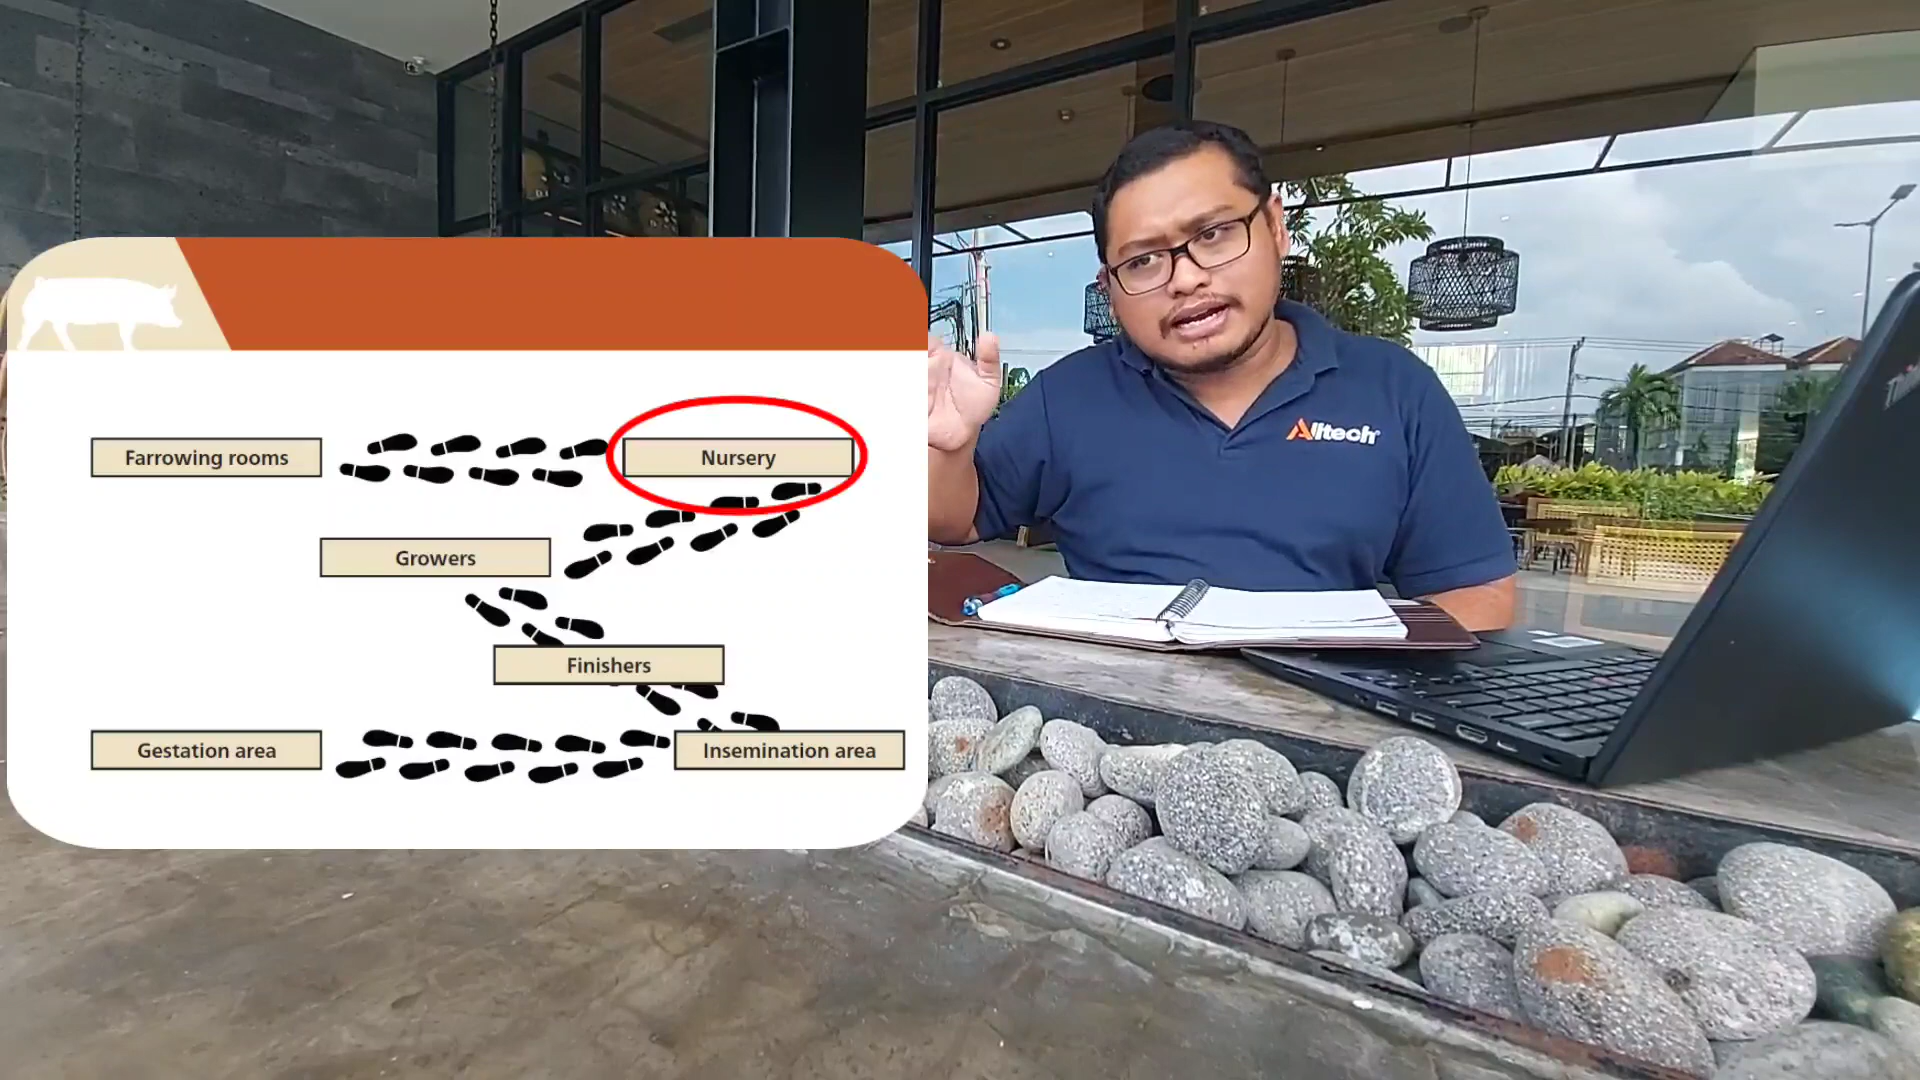 Farrowing rooms
Nursery
Growers
Finishers
Gestation area
Insemination area
Alltech®